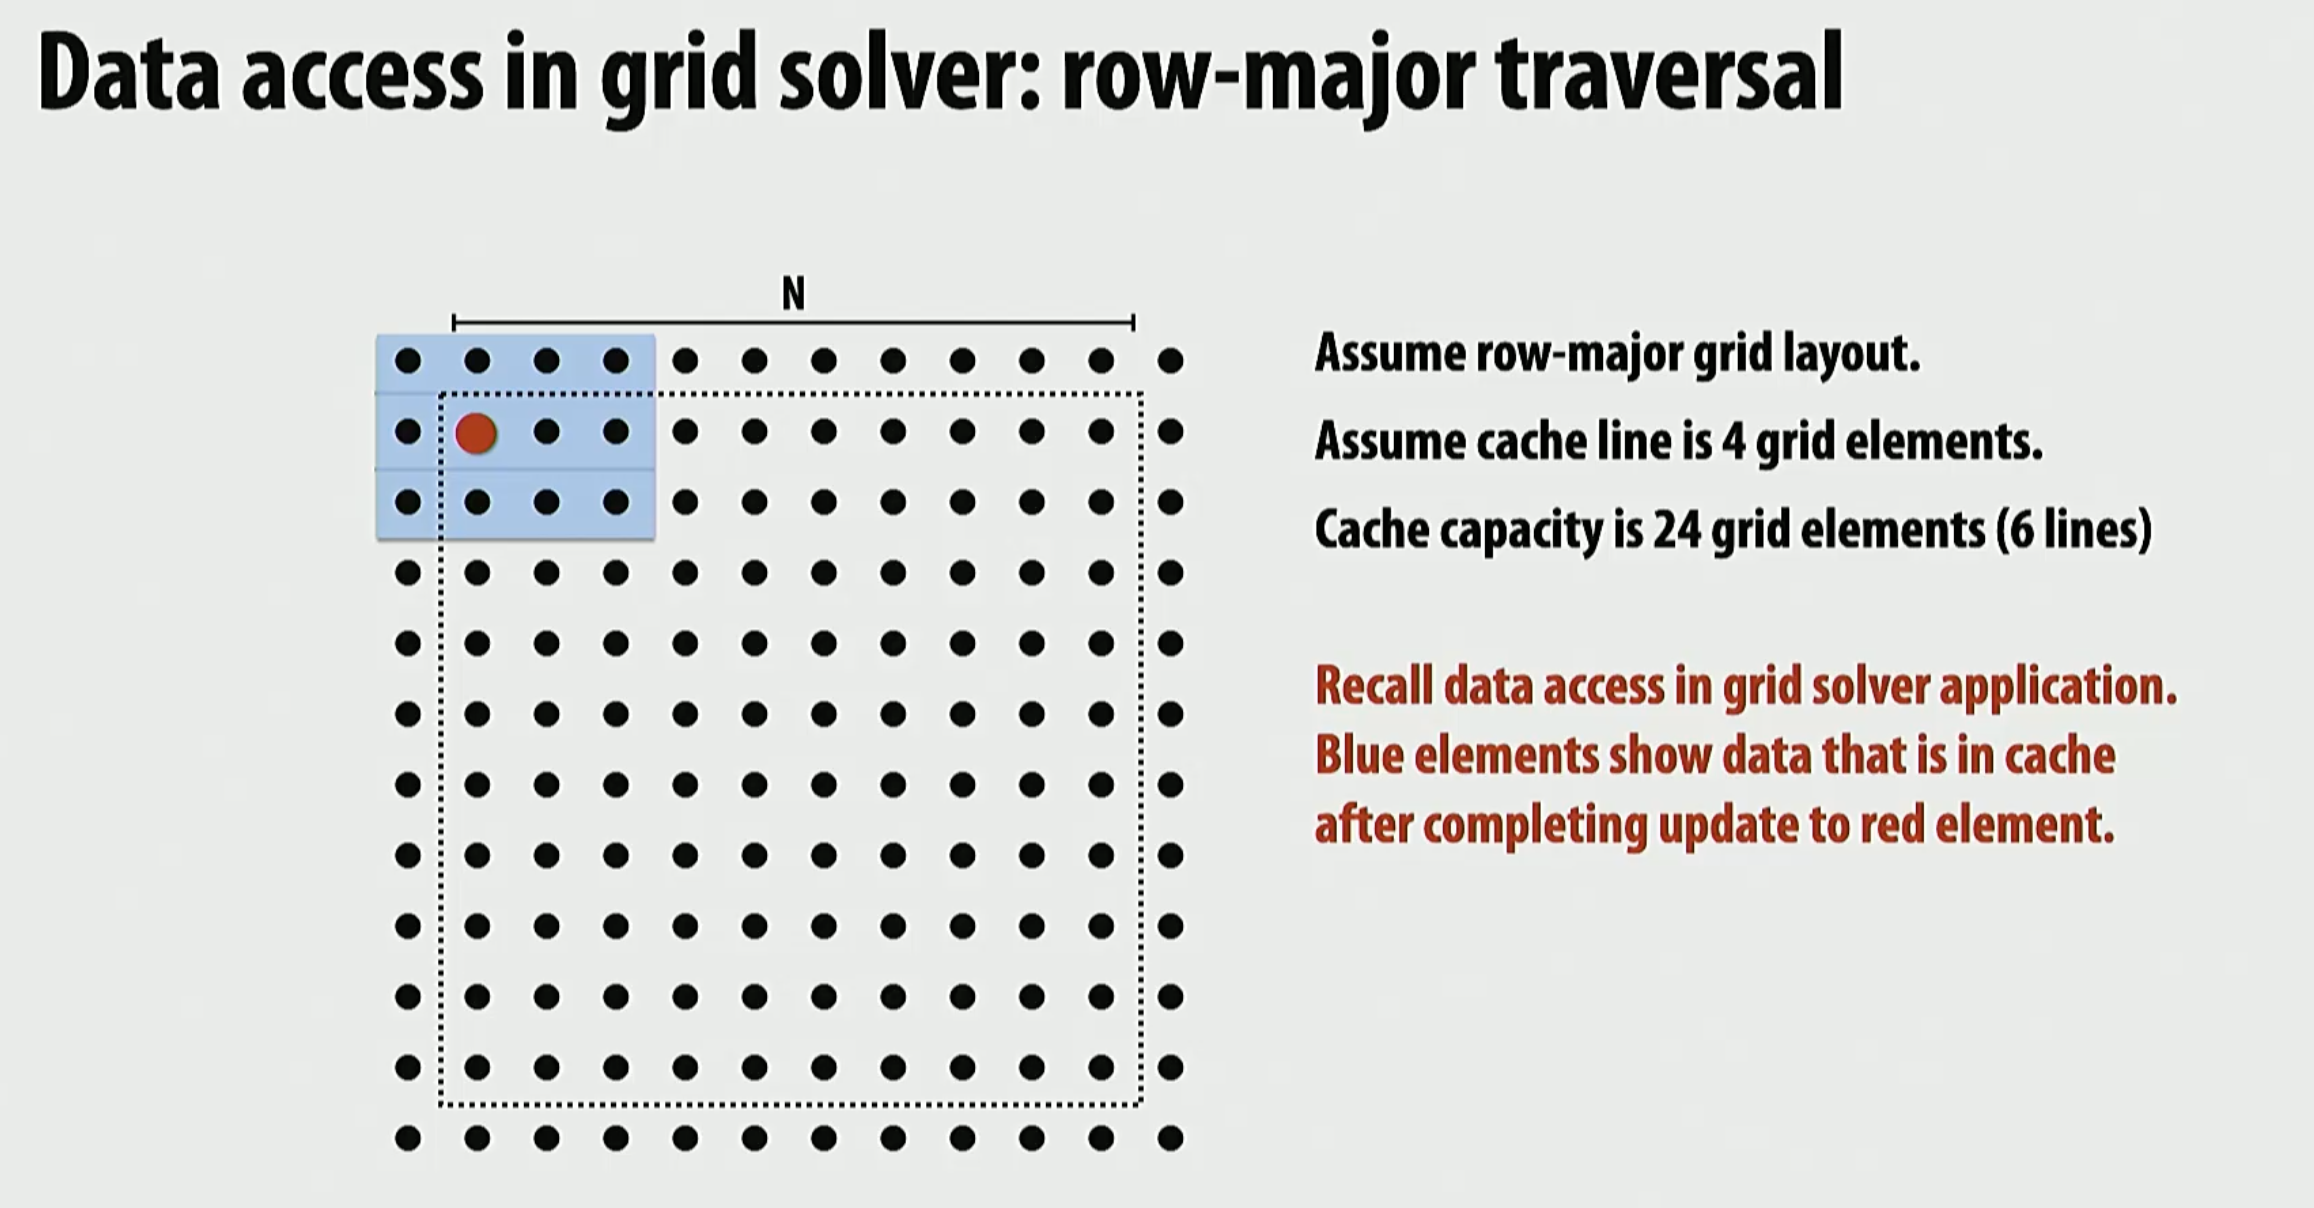 Data access in grid solver: row-major traversal
N
Assume row-major grid layout.
Assume cache line is 4 grid elements.
Cache capacity is 24 grid elements (6 lines)
Recall data access in grid solver application.
Blue elements show data that is in cache
after completing update to red element.